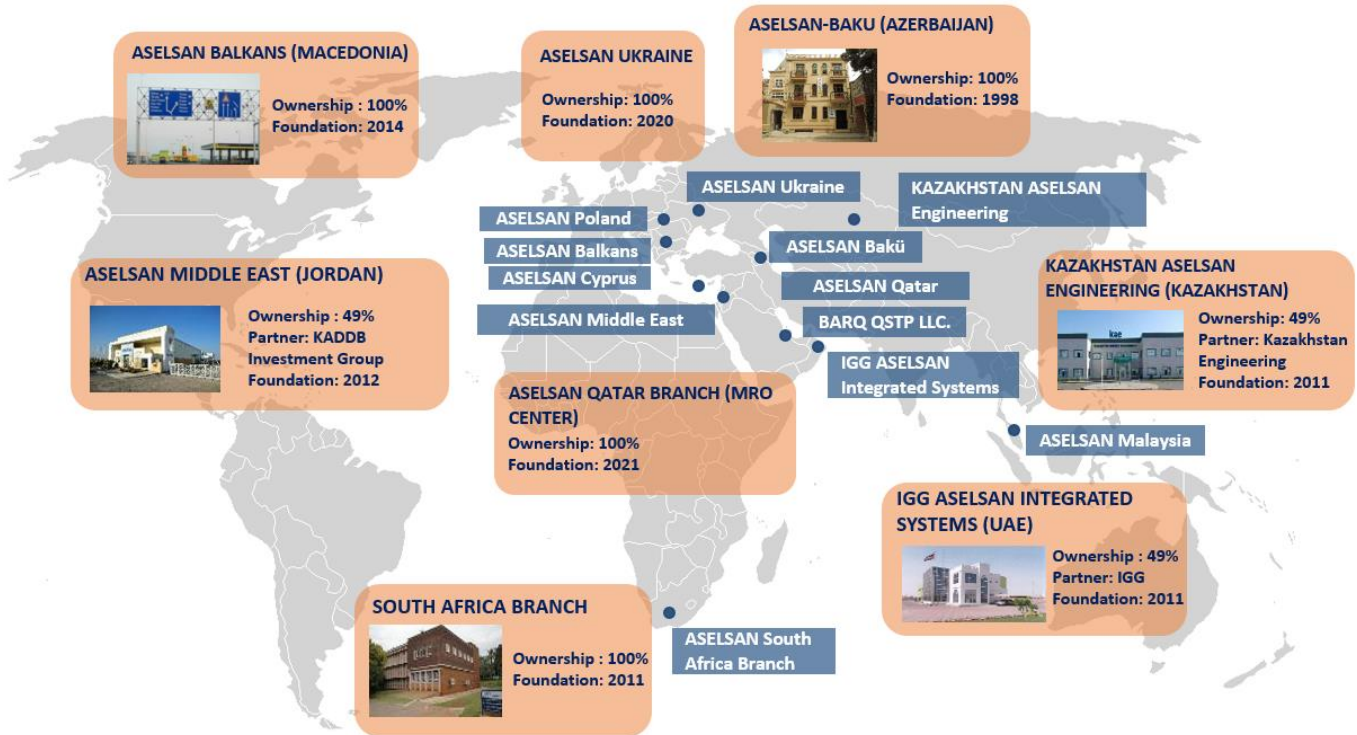 ASELSAN BALKANS (MACEDONIA)
Ownership : 100%
Foundation: 2014
ASELSAN UKRAINE
Ownership: 100%
Foundation: 2020
ASELSAN-BAKU (AZERBAIJAN)
Ownership: 100%
Foundation: 1998
ASELSAN Ukraine
KAZAKHSTAN ASELSAN
Engineering
ASELSAN Poland
ASELSAN Balkans
ASELSAN Bakü
ASELSAN Cyprus
ASELSAN Qatar
ASELSAN Middle East
BARQ QSTP LLC.
IGG ASELSAN
Integrated Systems
ASELSAN MIDDLE EAST (JORDAN)
Ownership : 49%
Partner: KADDB
Investment Group
Foundation: 2012
KAZAKHSTAN ASELSAN
ENGINEERING (KAZAKHSTAN)
kae
Ownership: 49%
Partner: Kazakhstan
Engineering
Foundation: 2011
ASELSAN QATAR BRANCH (MRO
CENTER)
Ownership: 100%
Foundation: 2021
ASELSAN Malaysia
IGG ASELSAN INTEGRATED
SYSTEMS (UAE)
Ownership : 49%
Partner: IGG
Foundation: 2011
SOUTH AFRICA BRANCH
Ownership : 100%
Foundation: 2011
ASELSAN South
Africa Branch